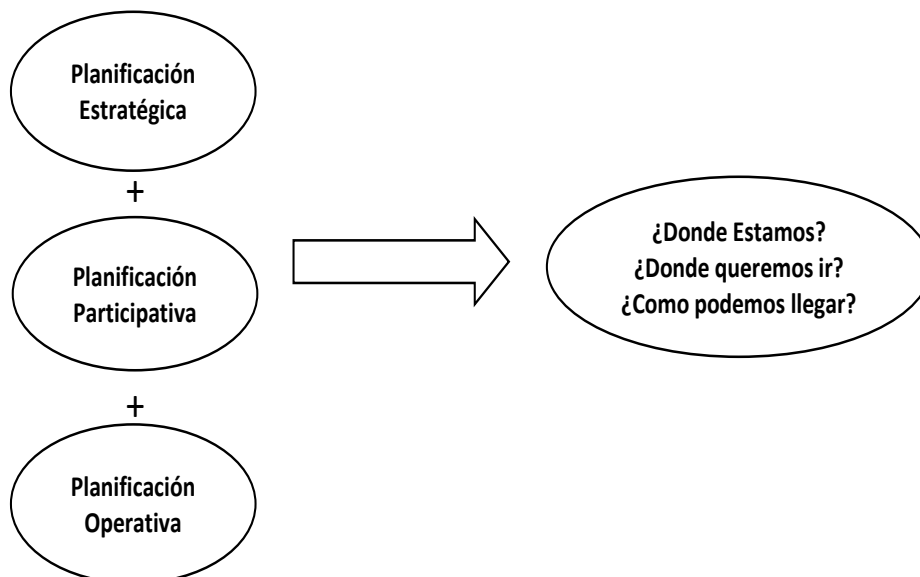 Planificación
Estratégica
+
Planificación
Participativa
+
Planificación
Operativa
¿Donde Estamos?
¿Donde queremos ir?
¿Como podemos llegar?